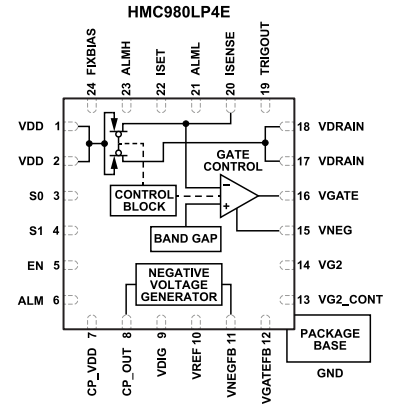 HMC980LP4E
24 FIXBIAS
23 ALMH
22 ISET
21 ALML
20 ISENSE
19 TRIGOUT
VDD 1
VDD 2
S0 3
S1 4
EN 5
ALM 6
18 VDRAIN
17 VDRAIN
16 VGATE
15 VNEG
14 VG2
13 VG2_CONT
GATE
CONTROL
−
+
CONTROL
BLOCK
BAND GAP
NEGATIVE
VOLTAGE
GENERATOR
CP_VDD 7
CP_OUT 8
VDIG 9
VREF 10
VNEGFB 11
VGATEFB 12
PACKAGE
BASE
GND